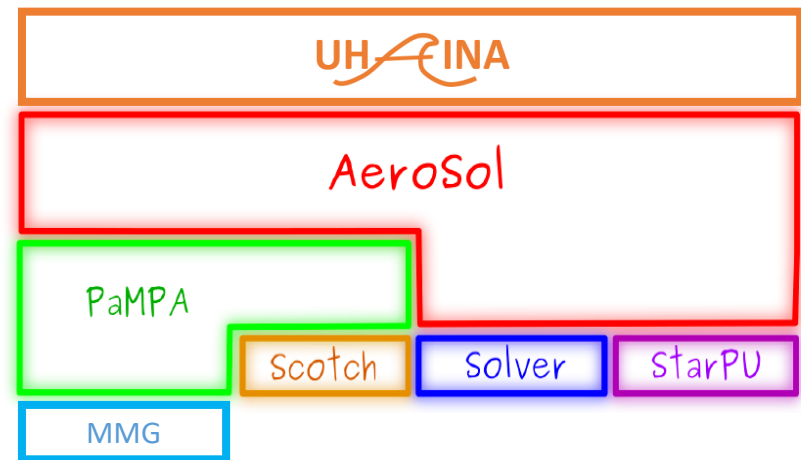 UHAINA
AeroSol
PaMPA
Scotch
Solver
StarPU
MMG